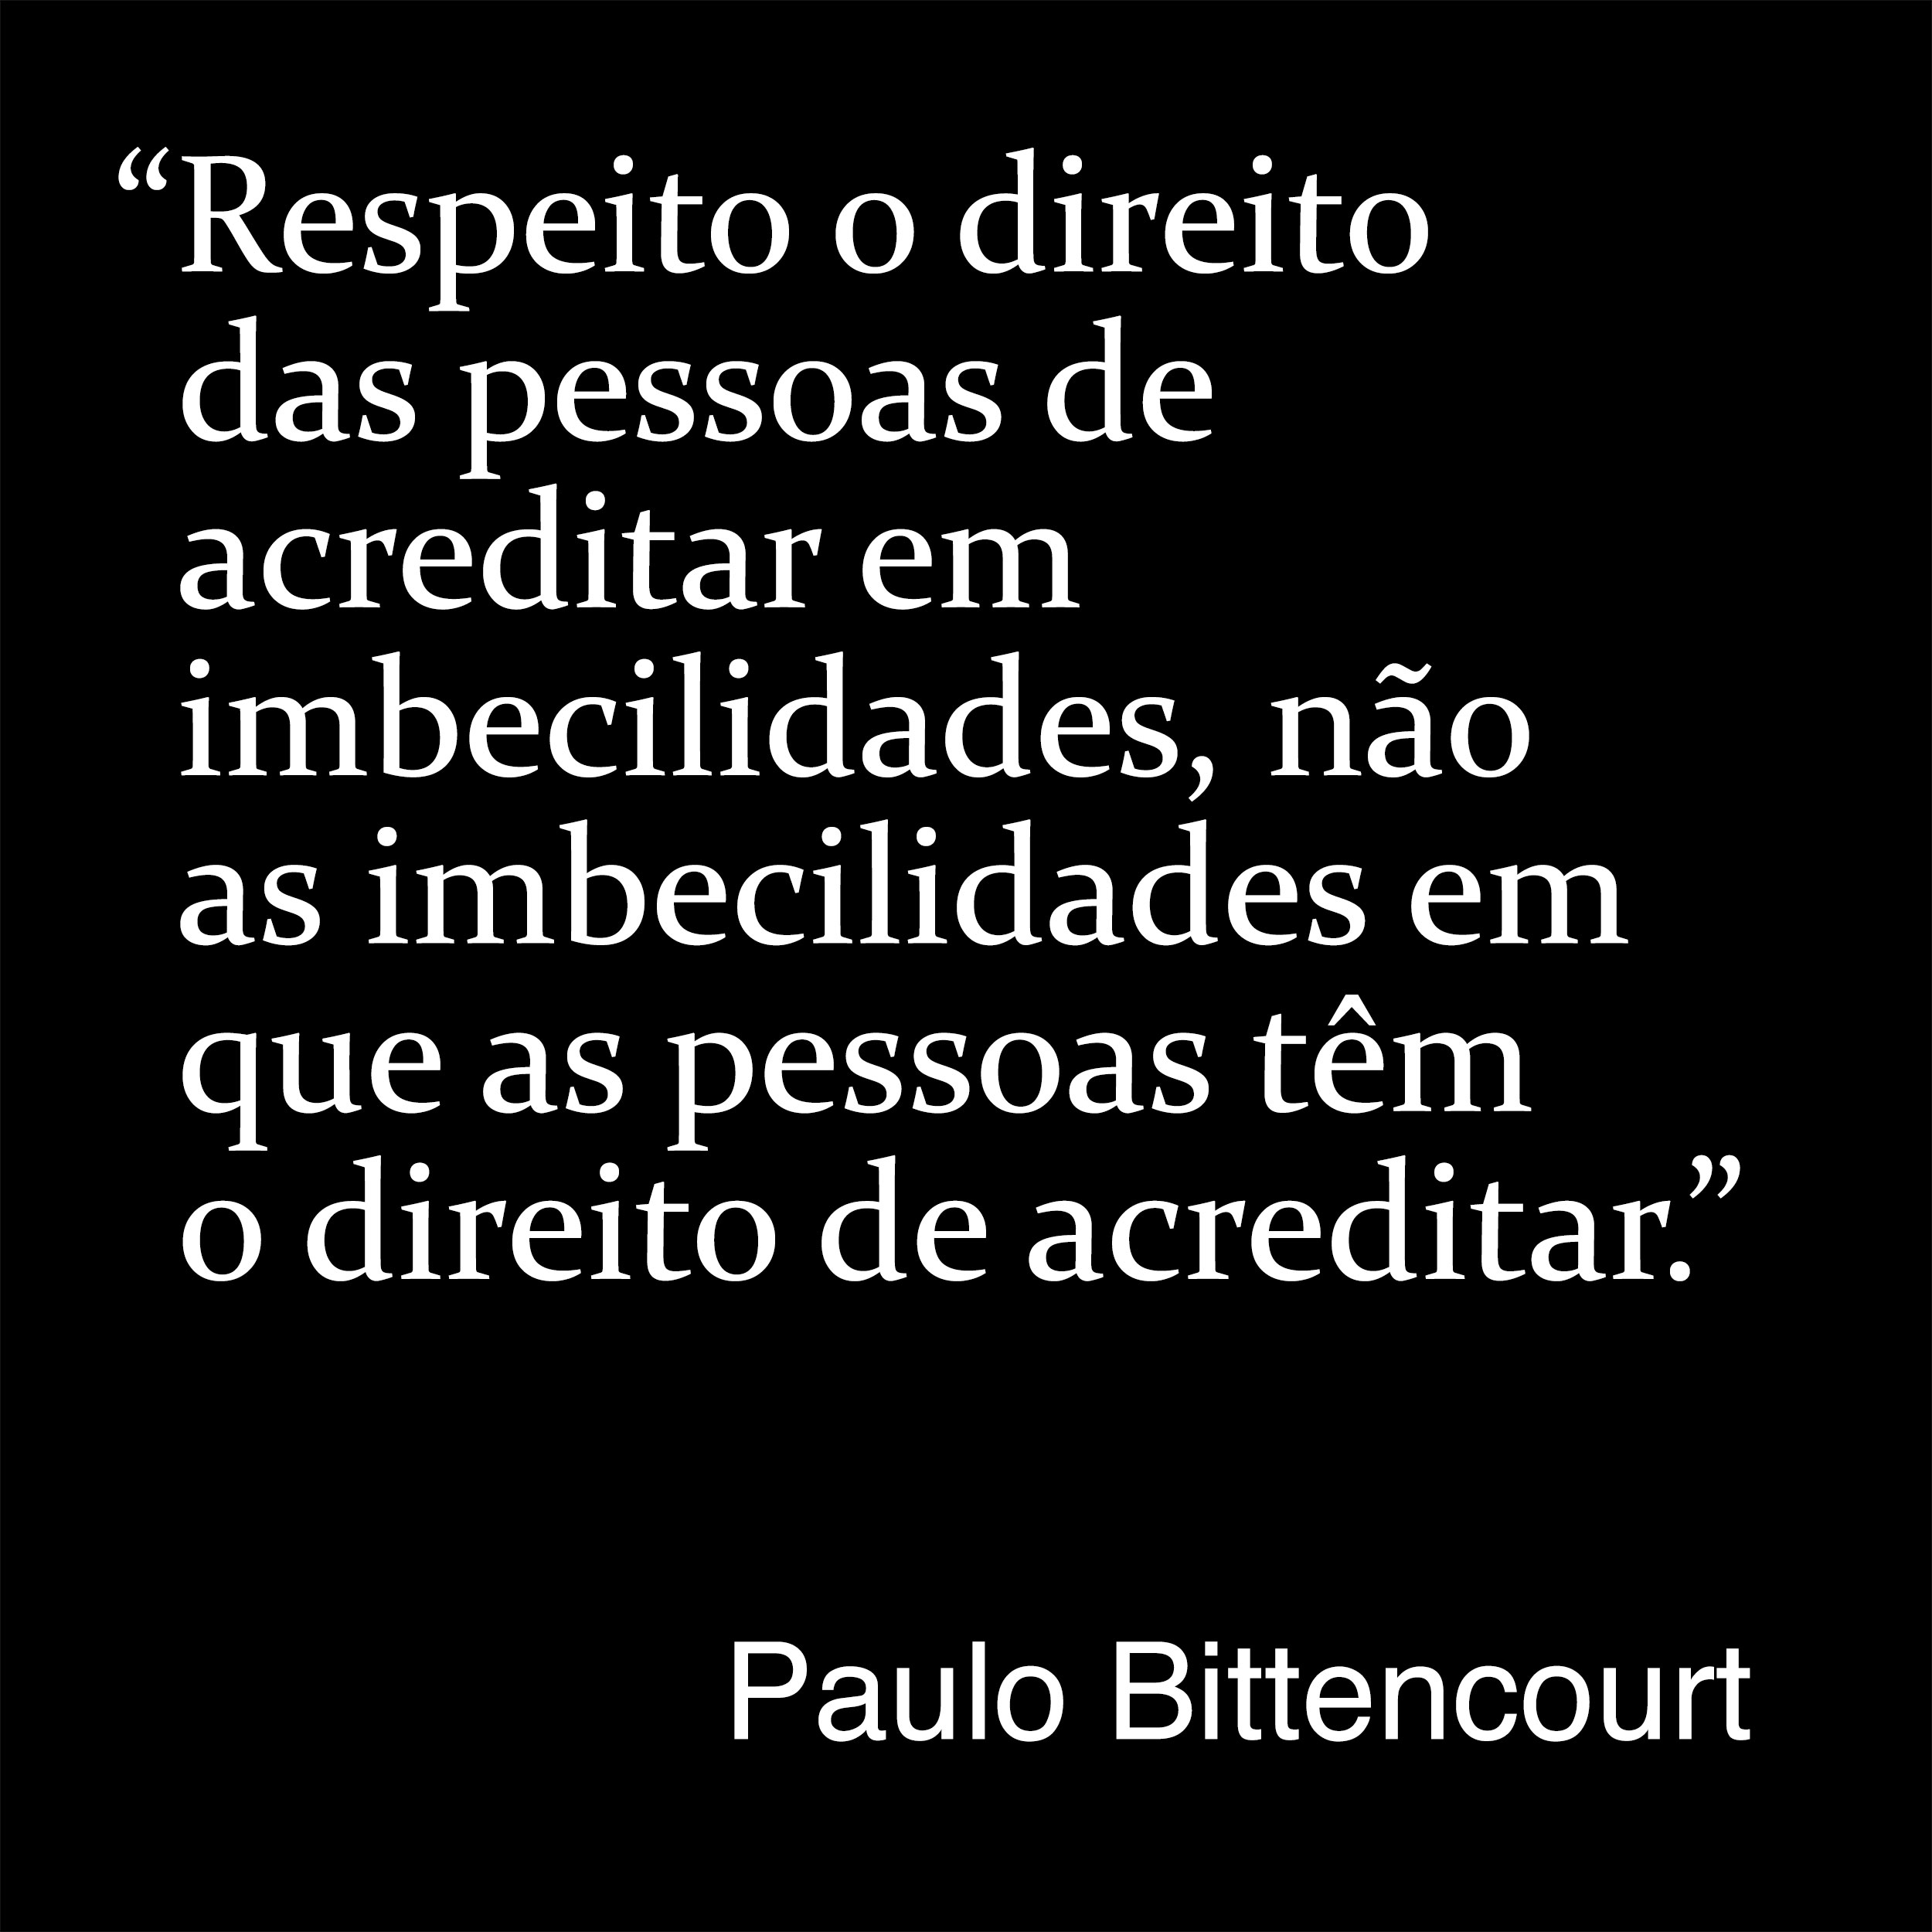 “Respeito o direito
das pessoas de
acreditar em
imbecilidades, não
as imbecilidades em
que as pessoas têm
o direito de acreditar.”
Paulo Bittencourt